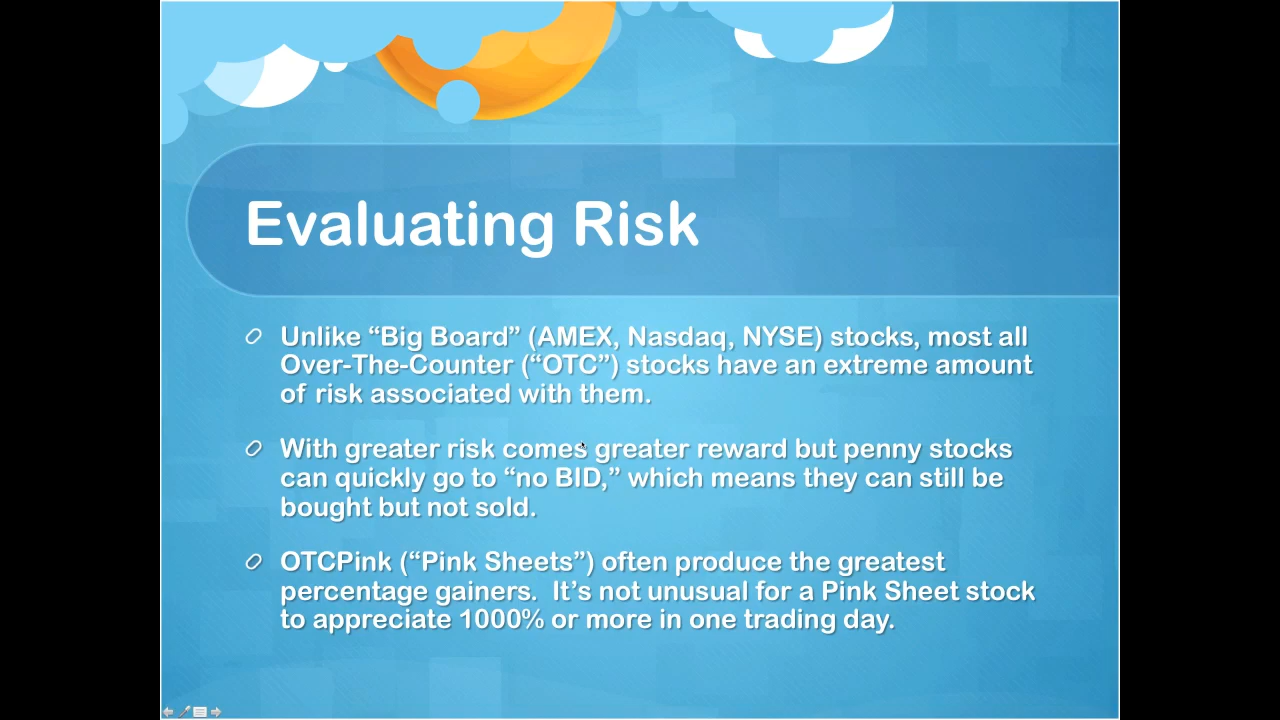 Evaluating Risk
Unlike “Big Board” (AMEX, Nasdaq, NYSE) stocks, most all
Over-The-Counter (“OTC”) stocks have an extreme amount
of risk associated with them.
With greater risk comes greater reward but penny stocks
can quickly go to “no BID,” which means they can still be
bought but not sold.
OTCPink (“Pink Sheets”) often produce the greatest
percentage gainers.  It’s not unusual for a Pink Sheet stock
to appreciate 1000% or more in one trading day.